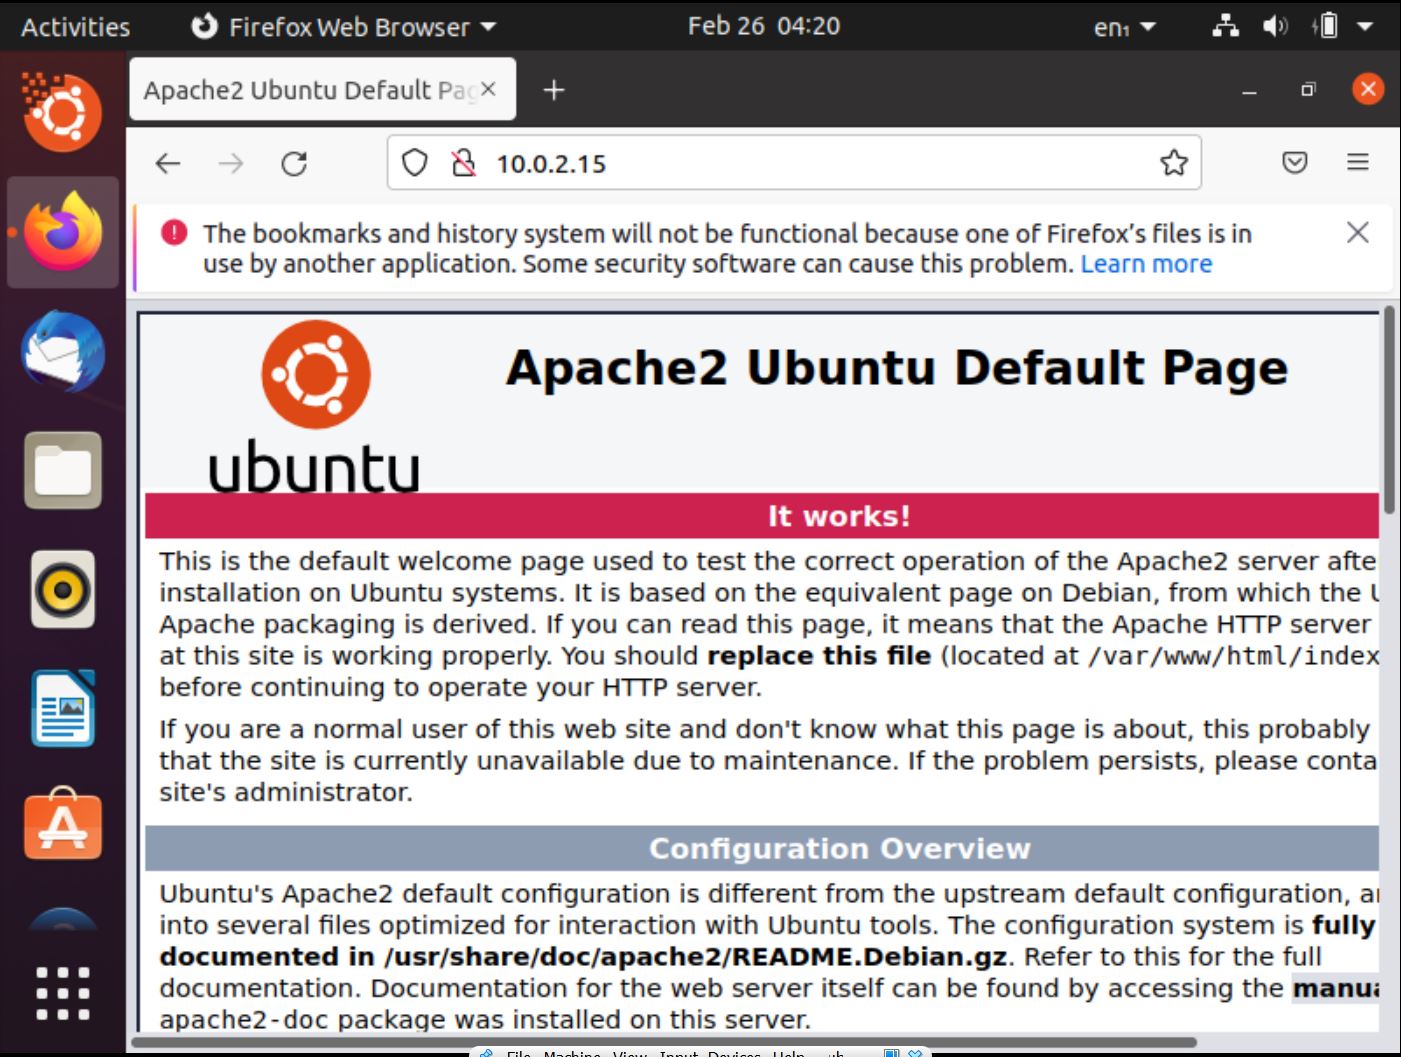 Activities Firefox Web Browser Feb 26 04:20 en₁
Apache2 Ubuntu Default Pag
10.0.2.15
The bookmarks and history system will not be functional because one of Firefox’s files is in
use by another application. Some security software can cause this problem. Learn more
Apache2 Ubuntu Default Page
ubuntu
It works!
This is the default welcome page used to test the correct operation of the Apache2 server afte
installation on Ubuntu systems. It is based on the equivalent page on Debian, from which the U
Apache packaging is derived. If you can read this page, it means that the Apache HTTP server
at this site is working properly. You should replace this file (located at /var/www/html/index
before continuing to operate your HTTP server.
If you are a normal user of this web site and don't know what this page is about, this probably
that the site is currently unavailable due to maintenance. If the problem persists, please conta
site's administrator.
Configuration Overview
Ubuntu's Apache2 default configuration is different from the upstream default configuration, a
into several files optimized for interaction with Ubuntu tools. The configuration system is fully
documented in /usr/share/doc/apache2/README.Debian.gz. Refer to this for the full
documentation. Documentation for the web server itself can be found by accessing the manua
apache2-doc package was installed on this server.
File Machine View Input Devices Help ub